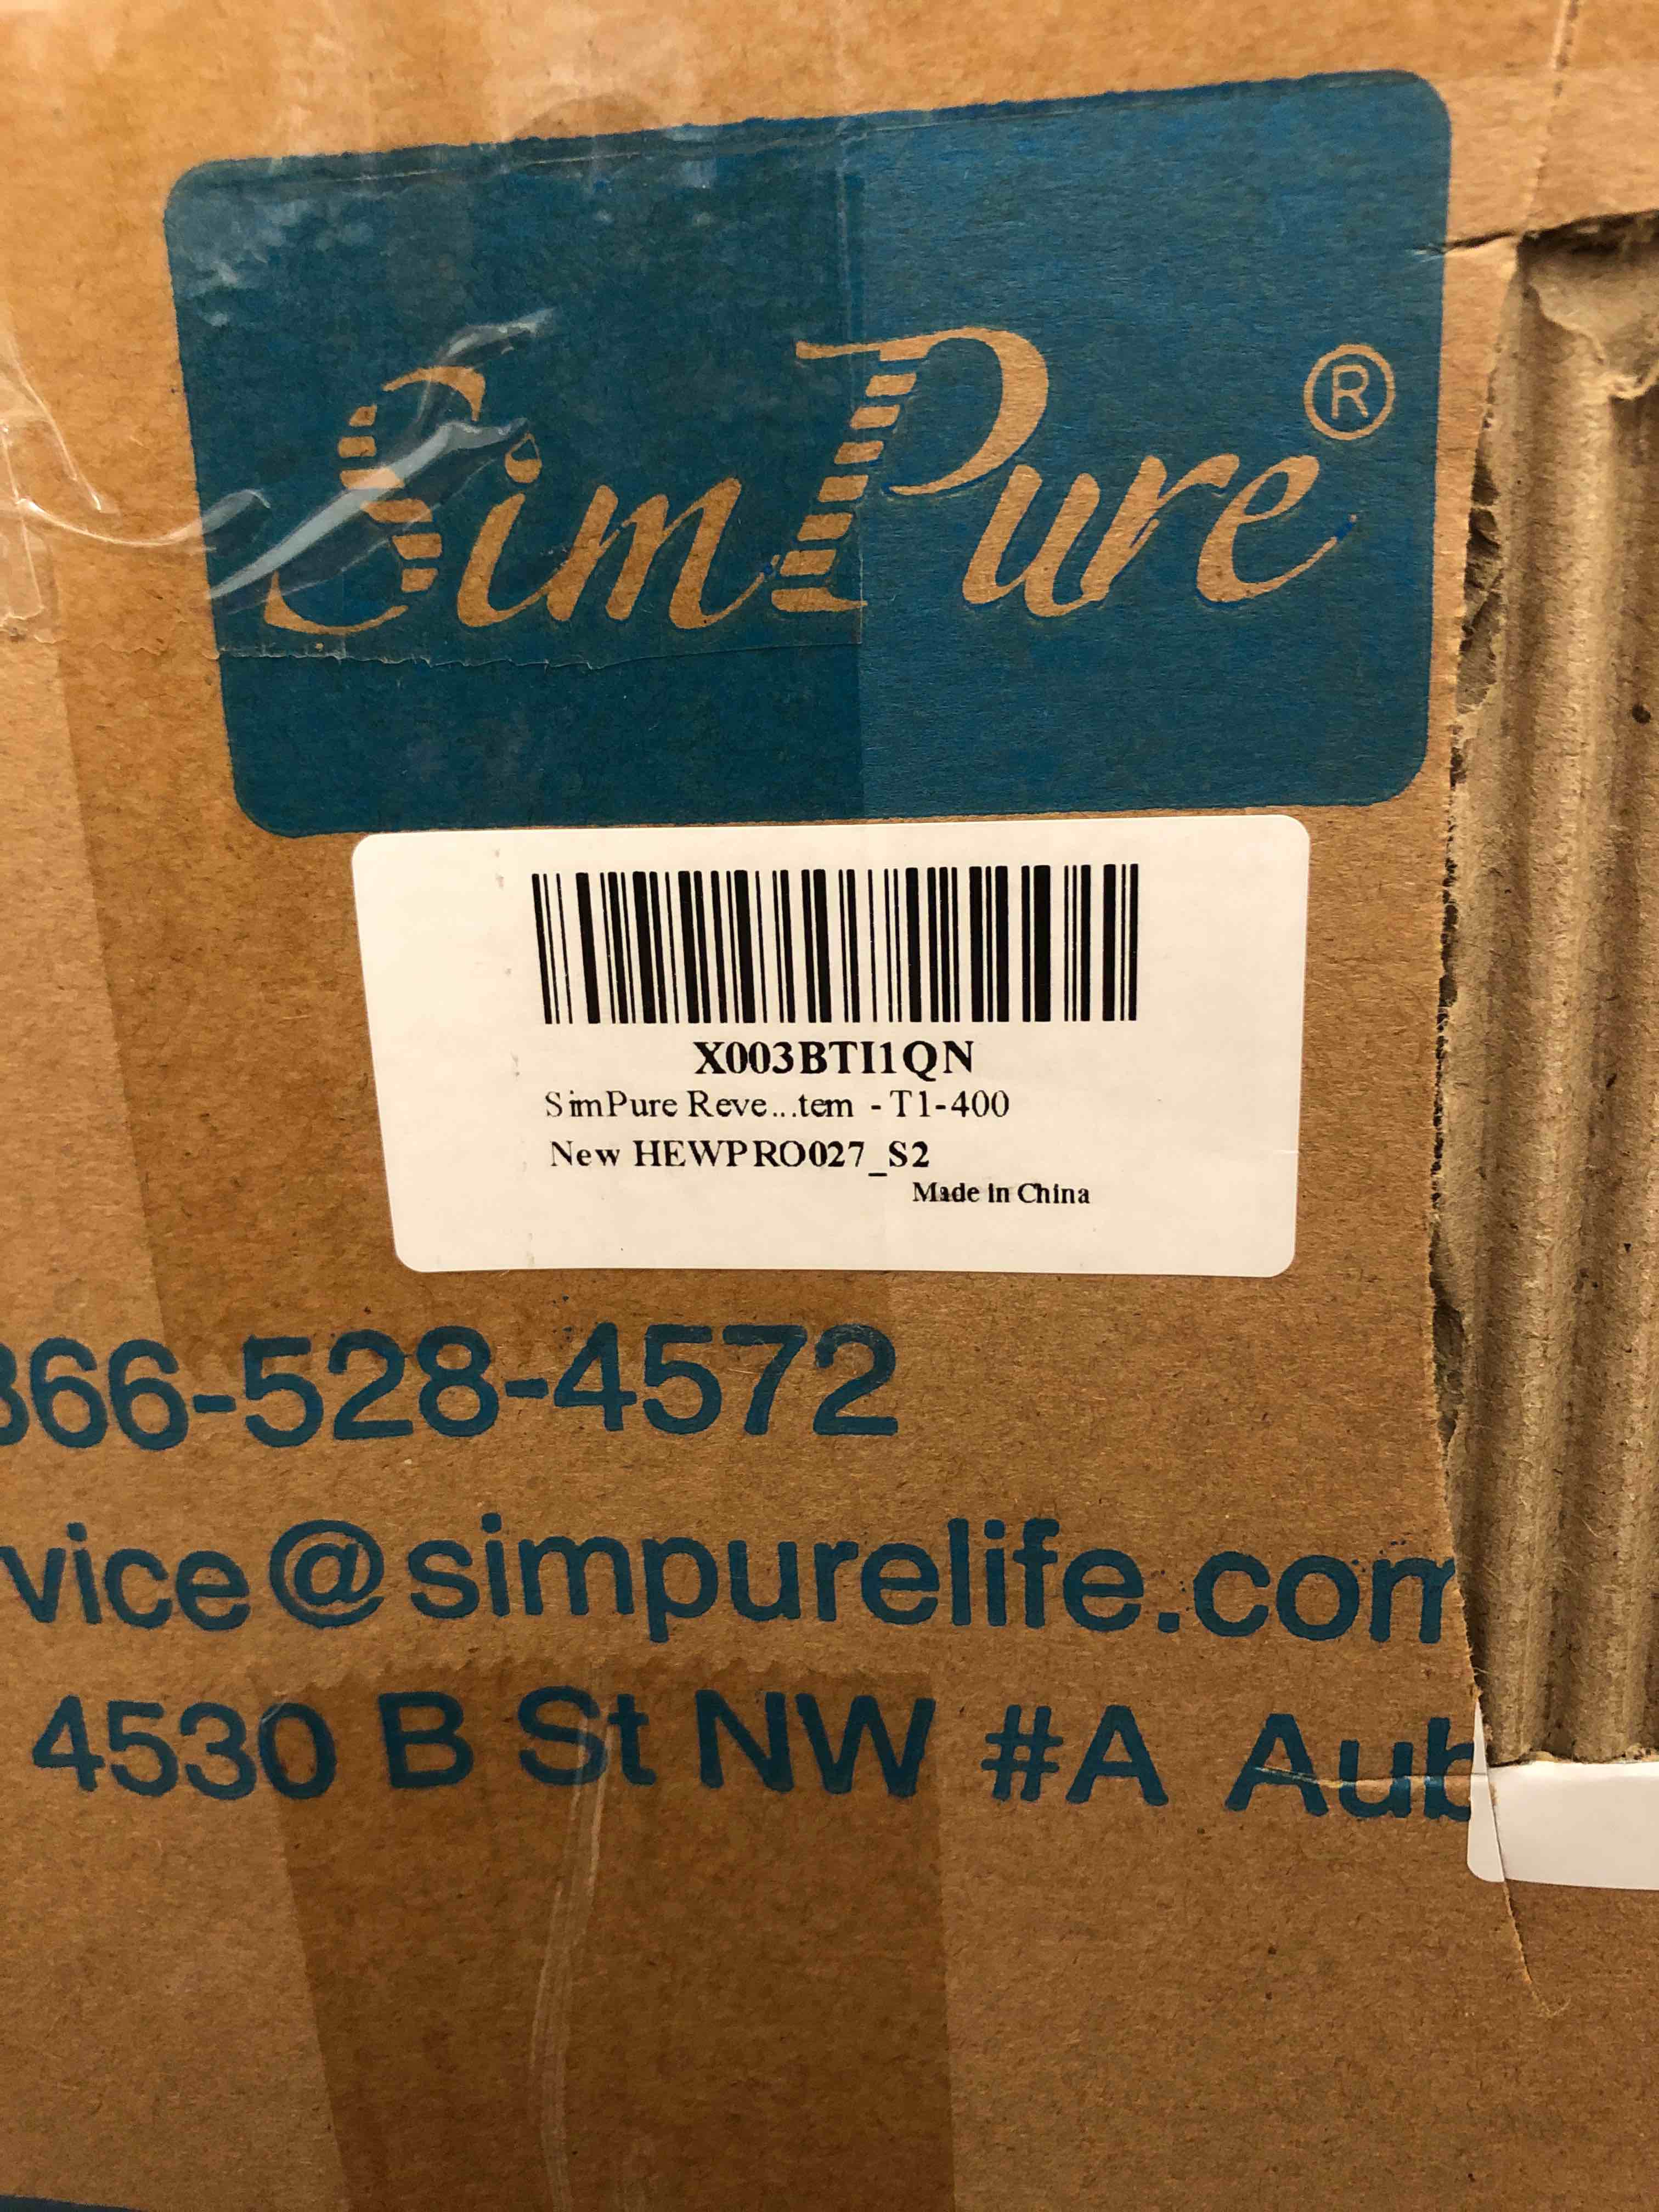 SimPure®
X003BTI1QN
SimPure Reve...tem - T1-400
New HEWPRO027_S2
Made in China
366-528-4572
vice@simpurelife.com
4530 B St NW #A Aub